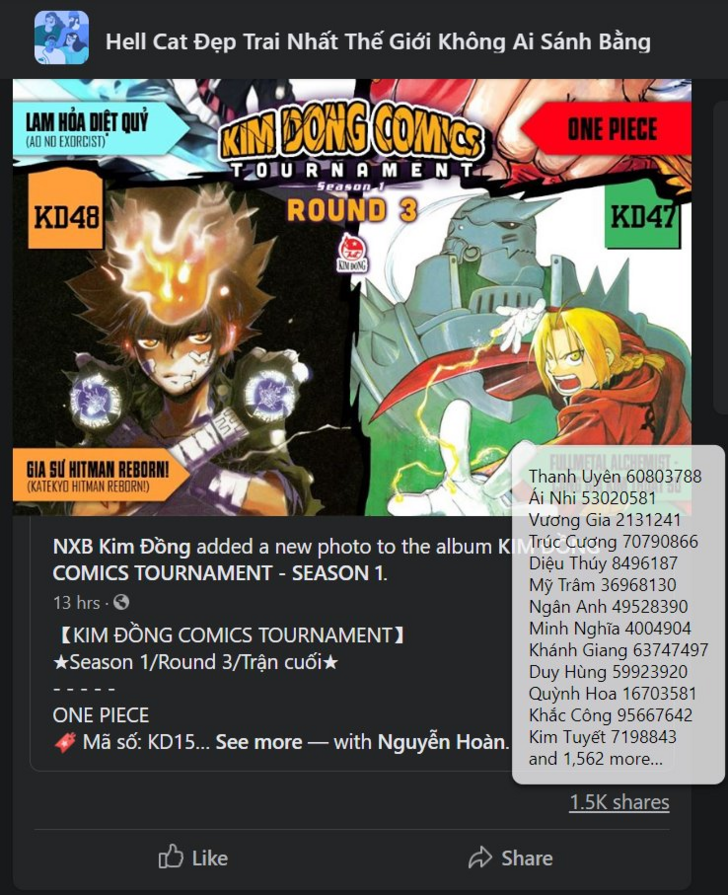 Hell Cat Đẹp Trai Nhất Thế Giới Không Ai Sánh Bằng
LAM HỎA DIỆT QUỶ
(AO NO EXORCIST)
KIM DONG COMICS
TOURNAMENT
Season 1
ROUND 3
ONE PIECE
KD48
KD47
KIM ĐỒNG
GIA SƯ HITMAN REBORN!
(KATEKYO HITMAN REBORN!)
FULLMETAL ALCHEMIST -
NXB Kim Đồng added a new photo to the album KIM ĐỒNG
COMICS TOURNAMENT - SEASON 1.
13 hrs ·
【KIM ĐỒNG COMICS TOURNAMENT】
★Season 1/Round 3/Trận cuối★
- - - - -
ONE PIECE
Mã số: KD15... See more — with Nguyễn Hoàn.
Thanh Uyên 60803788
Ái Nhi 53020581
Vương Gia 2131241
Trúc Cương 70790866
Diệu Thúy 8496187
Mỹ Trâm 36968130
Ngân Anh 49528390
Minh Nghĩa 4004904
Khánh Giang 63747497
Duy Hùng 59923920
Quỳnh Hoa 16703581
Khắc Công 95667642
Kim Tuyết 7198843
and 1,562 more...
1.5K shares
Like
Share